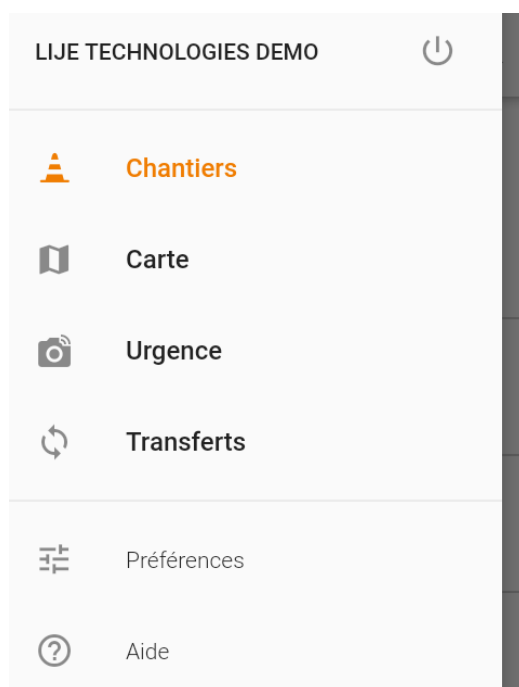 LIJE TECHNOLOGIES DEMO
Chantiers
Carte
Urgence
Transferts
Préférences
Aide